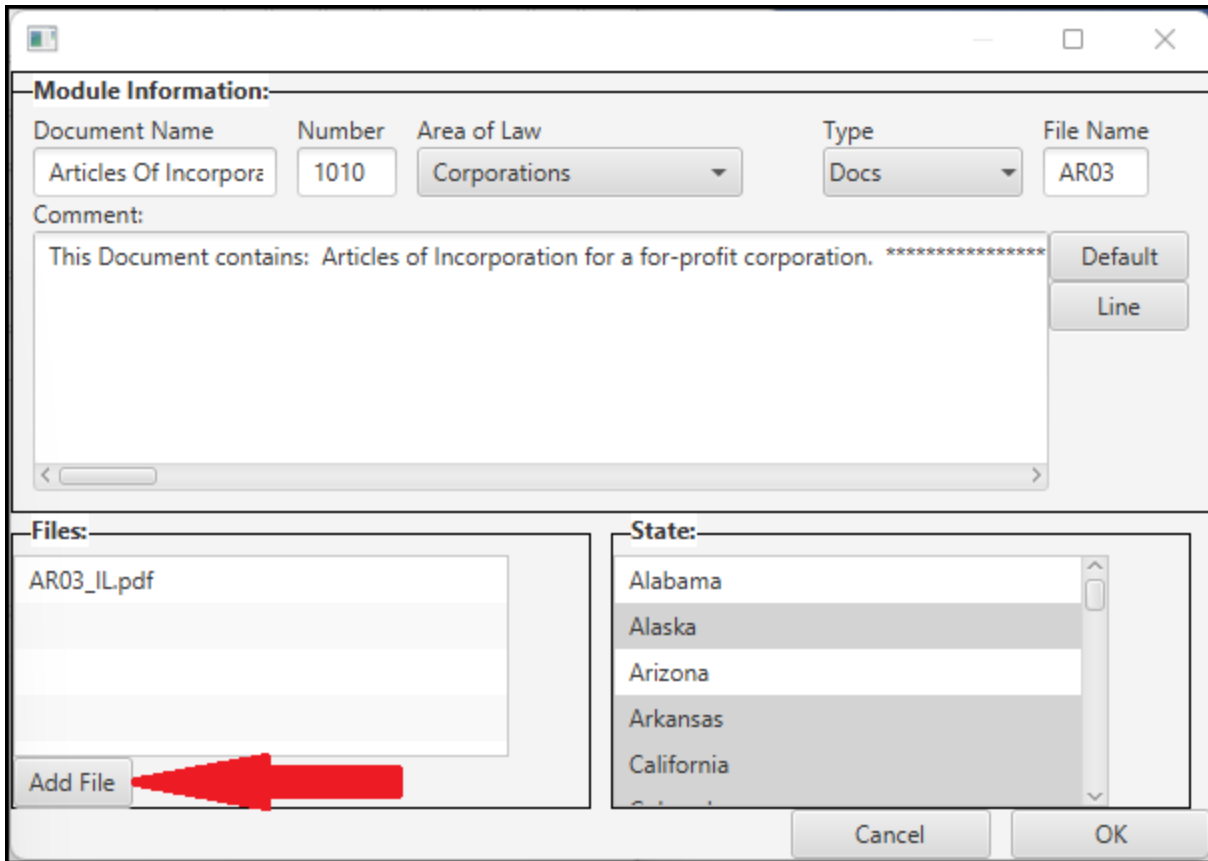 Module Information:
Document Name Number Area of Law Type File Name
Articles Of Incorpora 1010 Corporations Docs AR03
Comment:
This Document contains:  Articles of Incorporation for a for-profit corporation.  *****************
Default
Line
Files:
AR03_IL.pdf
Add File
State:
Alabama
Alaska
Arizona
Arkansas
California
Cancel OK